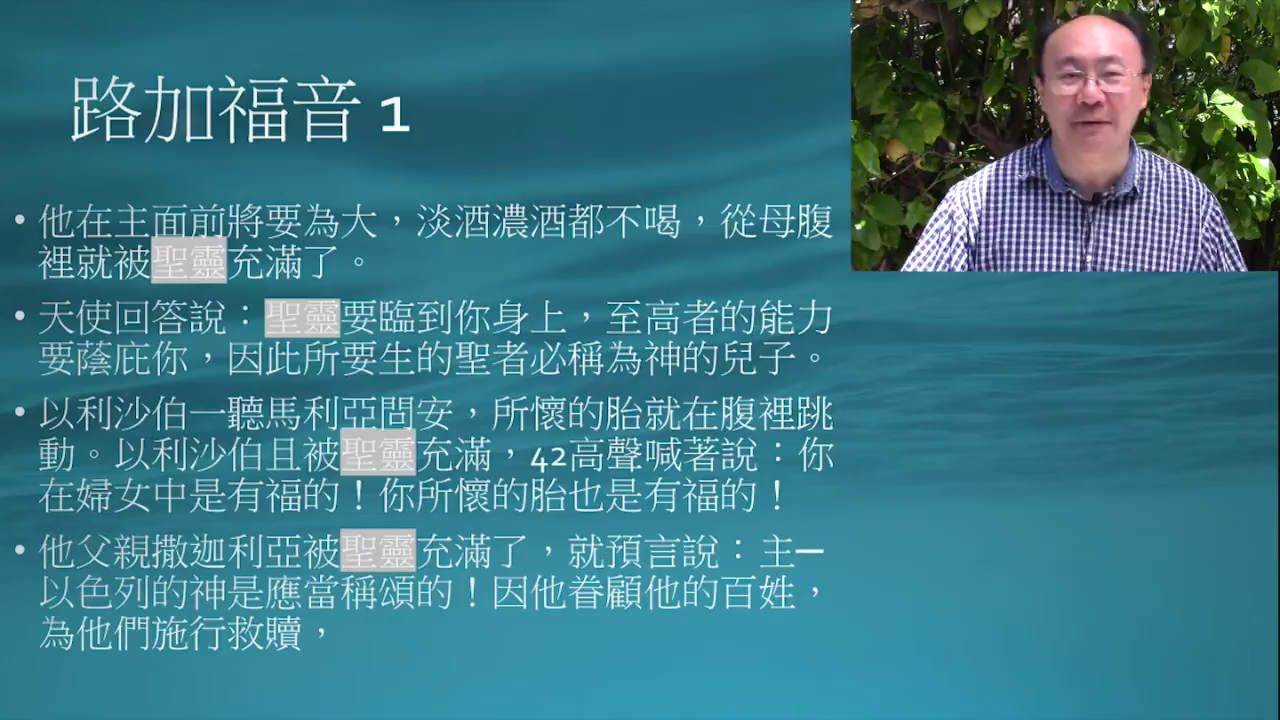 路加福音 1
• 他在主面前將要為大，淡酒濃酒都不喝，從母腹
裡就被聖靈充滿了。
• 天使回答說：聖靈要臨到你身上，至高者的能力
要蔭庇你，因此所要生的聖者必稱為神的兒子。
• 以利沙伯一聽馬利亞問安，所懷的胎就在腹裡跳
動。以利沙伯且被聖靈充滿，42高聲喊著說：你
在婦女中是有福的！你所懷的胎也是有福的！
• 他父親撒迦利亞被聖靈充滿了，就預言說：主—
以色列的神是應當稱頌的！因他眷顧他的百姓，
為他們施行救贖，